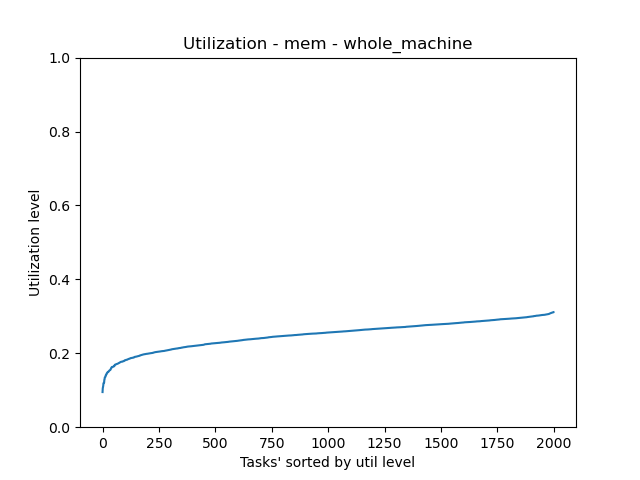 Utilization - mem - whole_machine
1.0
0.8
0.6
0.4
0.2
0.0
Utilization level
0 250 500 750 1000 1250 1500 1750 2000
Tasks' sorted by util level